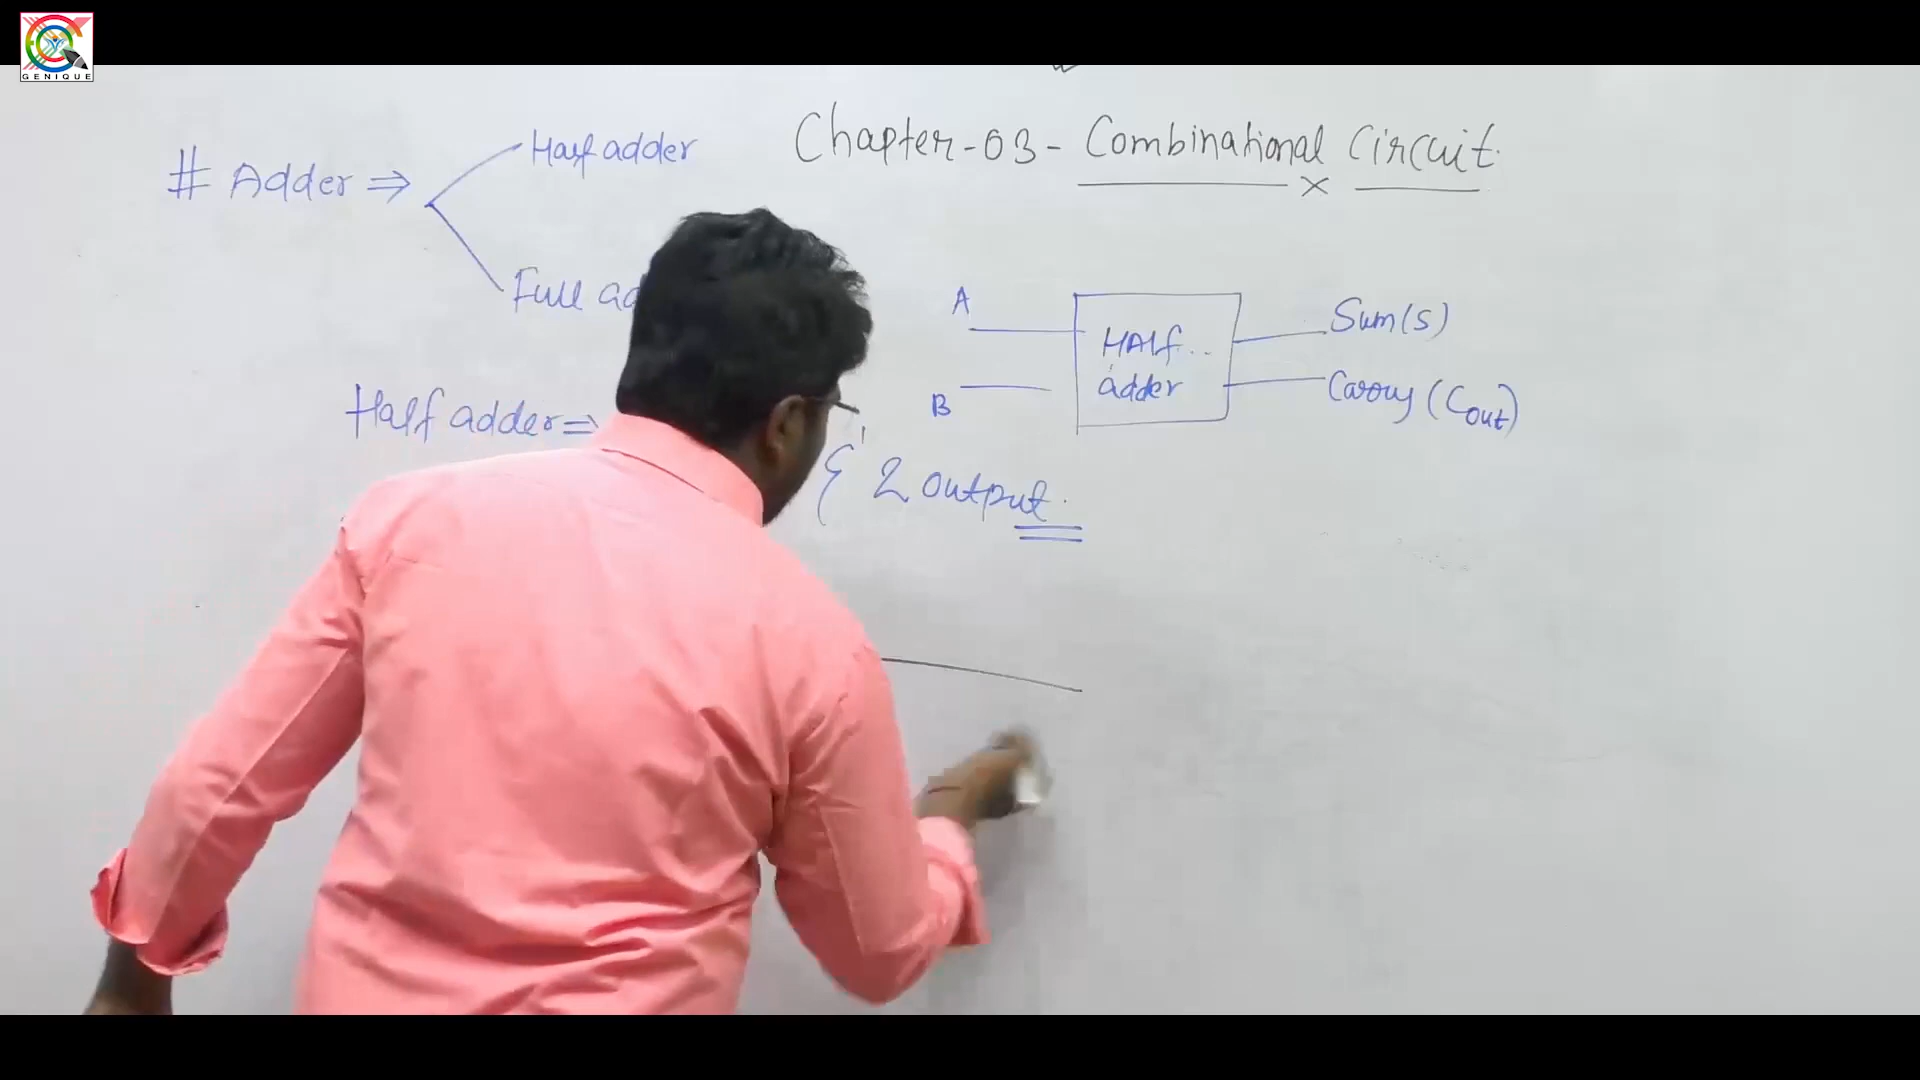 GENIQUE
Chapter-03- Combinational Circuit.
# Adder ⇒
Half adder
Full ad
A
B
HAlf..
adder
Sum(s)
Carry (Cout)
Half adder ⇒
& 2 output.